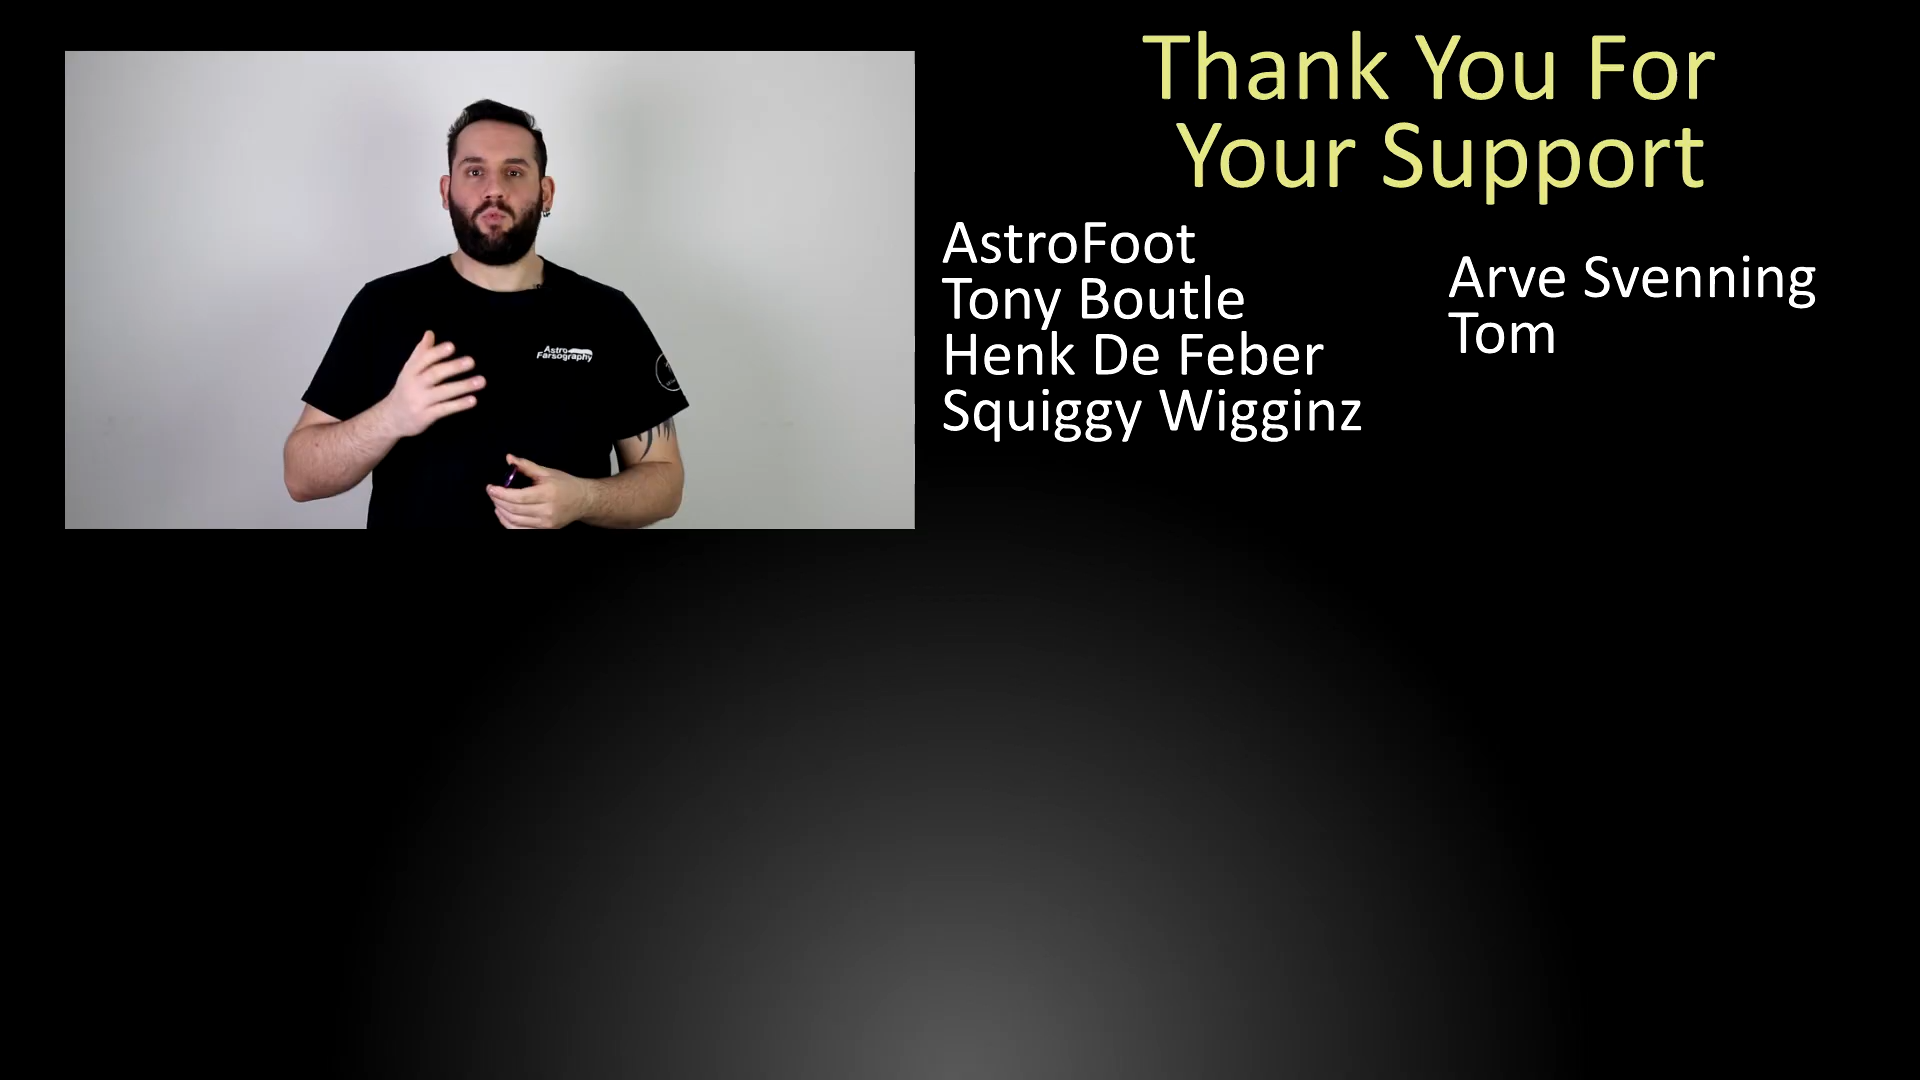 Thank You For
Your Support
AstroFoot
Tony Boutle
Henk De Feber
Squiggy Wigginz
Arve Svenning
Tom
Astro
Farsography